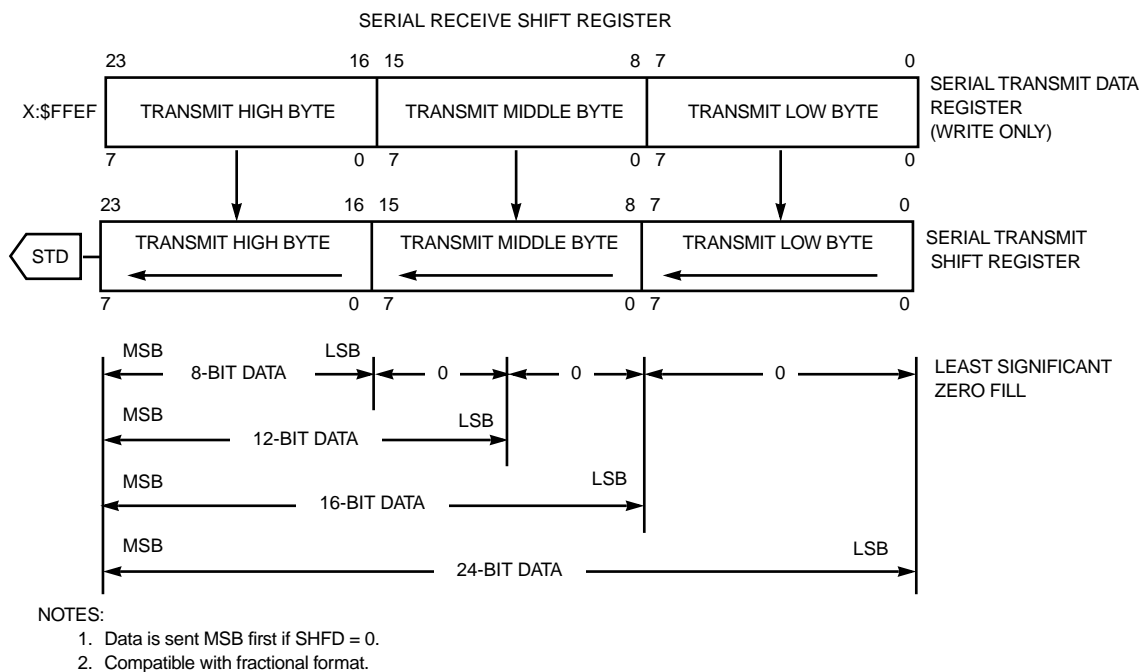 SERIAL RECEIVE SHIFT REGISTER
23 16 15 8 7 0
X:$FFEF TRANSMIT HIGH BYTE TRANSMIT MIDDLE BYTE TRANSMIT LOW BYTE SERIAL TRANSMIT DATA
REGISTER
(WRITE ONLY)
7 0 7 0 7 0
23 16 15 8 7 0
STD TRANSMIT HIGH BYTE TRANSMIT MIDDLE BYTE TRANSMIT LOW BYTE SERIAL TRANSMIT
SHIFT REGISTER
7 0 7 0 7 0
MSB LSB
8-BIT DATA 0 0 0 LEAST SIGNIFICANT
ZERO FILL
MSB LSB
12-BIT DATA
MSB LSB
16-BIT DATA
MSB LSB
24-BIT DATA
NOTES:
1. Data is sent MSB first if SHFD = 0.
2. Compatible with fractional format.